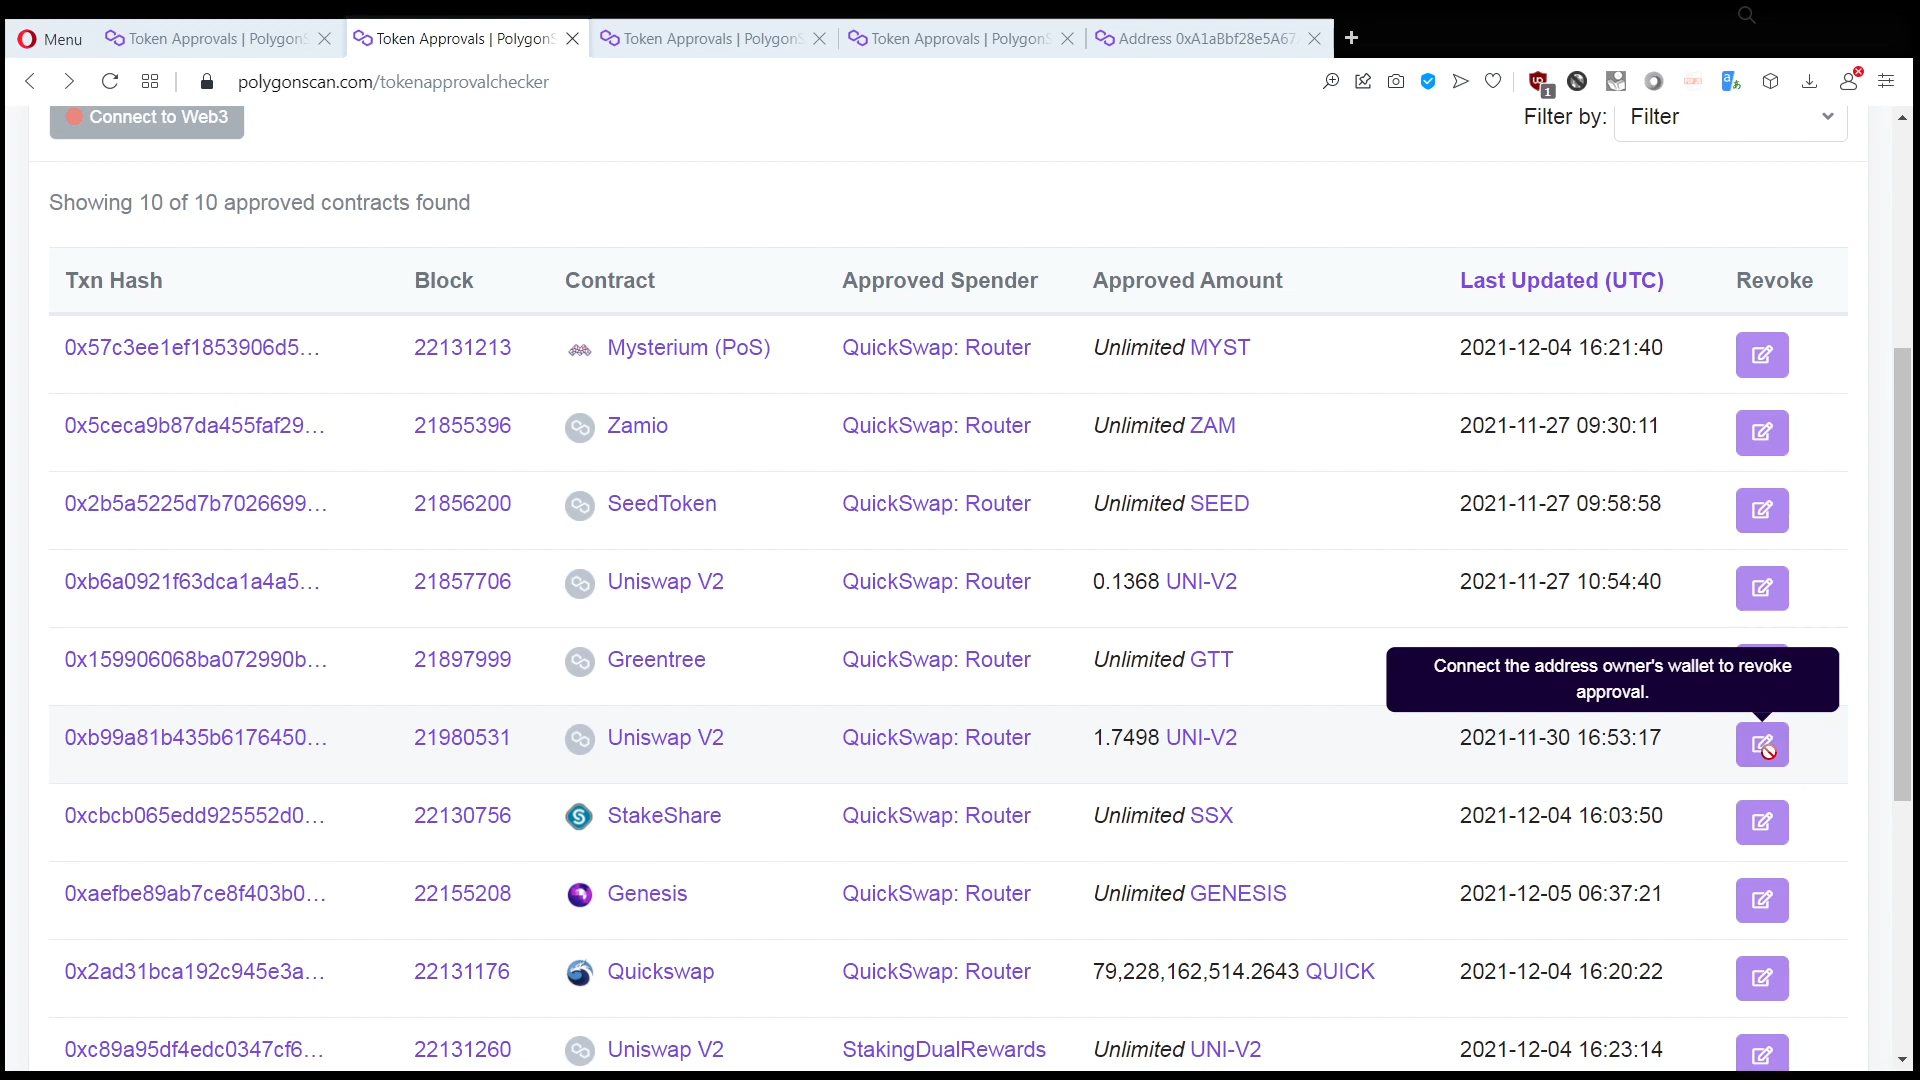 Menu
Token Approvals | Polygons
Token Approvals | Polygons
Token Approvals | Polygons
Token Approvals | Polygons
Address 0xA1aBbf28e5A67
polygonscan.com/tokenapprovalchecker
1
Connect to Web3
Filter by: Filter
Showing 10 of 10 approved contracts found
Txn Hash Block Contract Approved Spender Approved Amount Last Updated (UTC) Revoke
0x57c3ee1ef1853906d5... 22131213 Mysterium (PoS) QuickSwap: Router Unlimited MYST 2021-12-04 16:21:40
0x5ceca9b87da455faf29... 21855396 Zamio QuickSwap: Router Unlimited ZAM 2021-11-27 09:30:11
0x2b5a5225d7b7026699... 21856200 SeedToken QuickSwap: Router Unlimited SEED 2021-11-27 09:58:58
0xb6a0921f63dca1a4a5... 21857706 Uniswap V2 QuickSwap: Router 0.1368 UNI-V2 2021-11-27 10:54:40
0x159906068ba072990b... 21897999 Greentree QuickSwap: Router Unlimited GTT
Connect the address owner's wallet to revoke
approval.
0xb99a81b435b6176450... 21980531 Uniswap V2 QuickSwap: Router 1.7498 UNI-V2 2021-11-30 16:53:17
0xcbcb065edd925552d0... 22130756 StakeShare QuickSwap: Router Unlimited SSX 2021-12-04 16:03:50
0xaefbe89ab7ce8f403b0... 22155208 Genesis QuickSwap: Router Unlimited GENESIS 2021-12-05 06:37:21
0x2ad31bca192c945e3a... 22131176 Quickswap QuickSwap: Router 79,228,162,514.2643 QUICK 2021-12-04 16:20:22
0xc89a95df4edc0347cf6... 22131260 Uniswap V2 StakingDualRewards Unlimited UNI-V2 2021-12-04 16:23:14